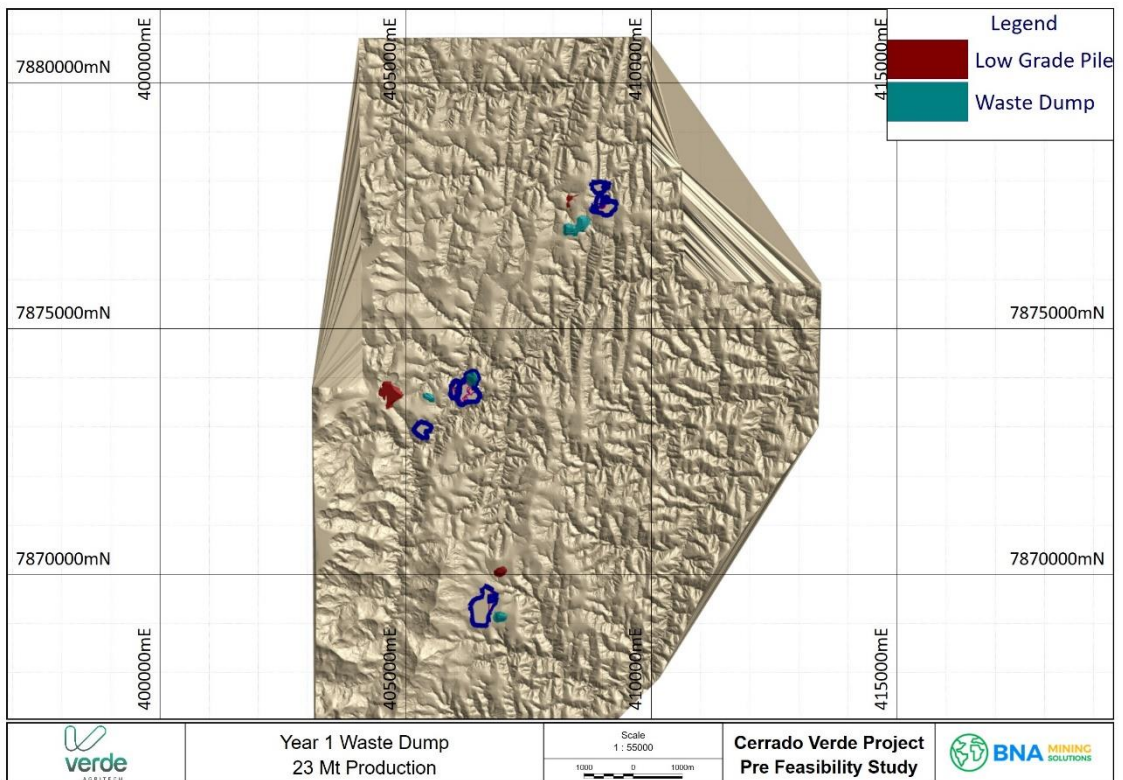 400000mE
405000mE
410000mE
415000mE
Legend
Low Grade Pile
Waste Dump
7880000mN
7875000mN
7875000mN
7870000mN
7870000mN
400000mE
405000mE
410000mE
415000mE
verde
AGRITECH
Year 1 Waste Dump
23 Mt Production
Scale
1 : 55000
1000 0 1000m
Cerrado Verde Project
Pre Feasibility Study
BNA MINING SOLUTIONS